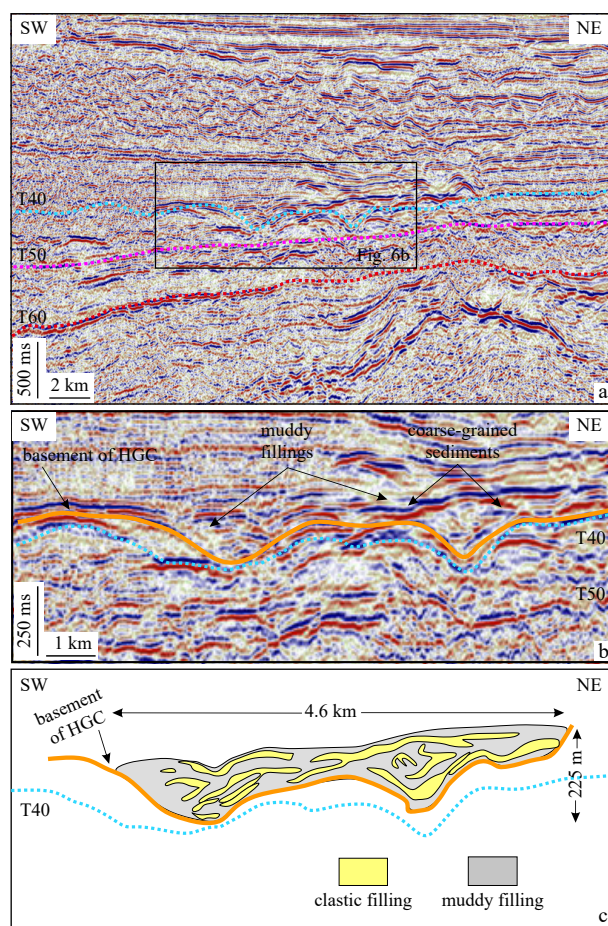 SW NE
T40
T50
Fig. 6b
T60
500 ms
2 km
a
SW NE
muddy
fillings
coarse-grained
sediments
basement of HGC
T40
T50
250 ms
1 km
b
SW NE
basement
of HGC
4.6 km
225 m
T40
clastic filling
muddy filling
c